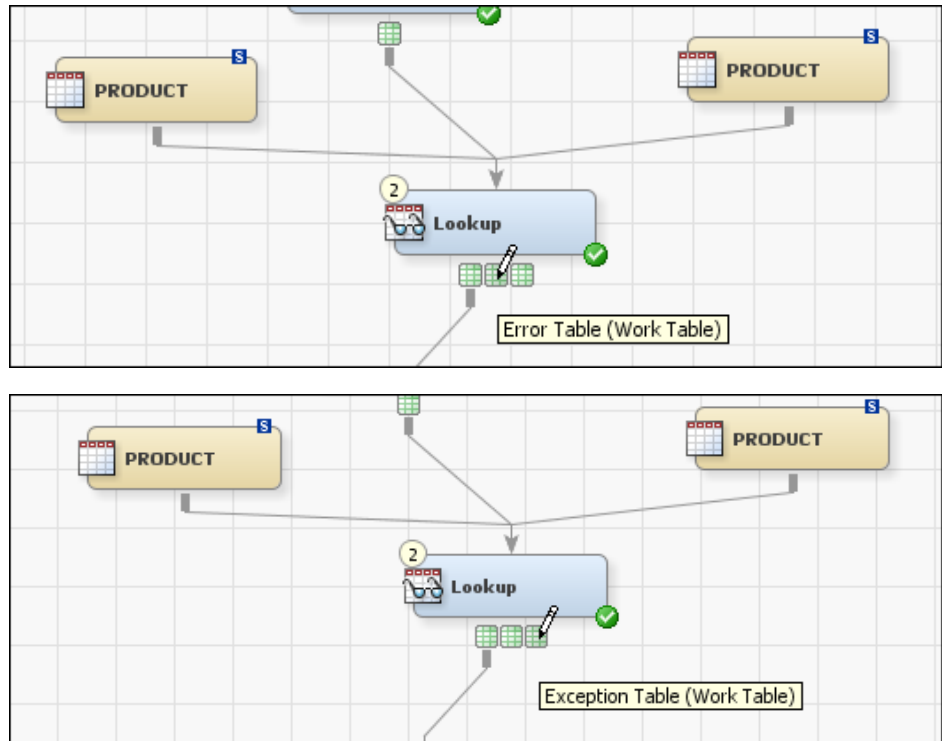 S
S
PRODUCT
PRODUCT
2
Lookup
Error Table (Work Table)
S
S
PRODUCT
PRODUCT
2
Lookup
Exception Table (Work Table)